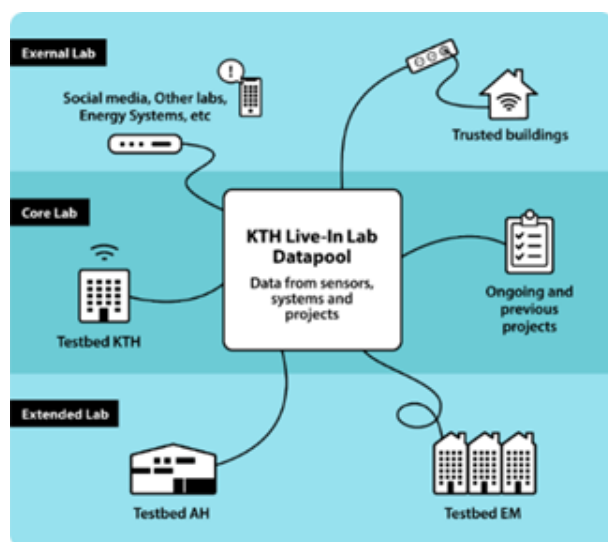 Exernal Lab
Social media, Other labs,
Energy Systems, etc
Trusted buildings
Core Lab
KTH Live-In Lab
Datapool
Data from sensors,
systems and
projects
Testbed KTH
Ongoing and
previous
projects
Extended Lab
Testbed AH
Testbed EM